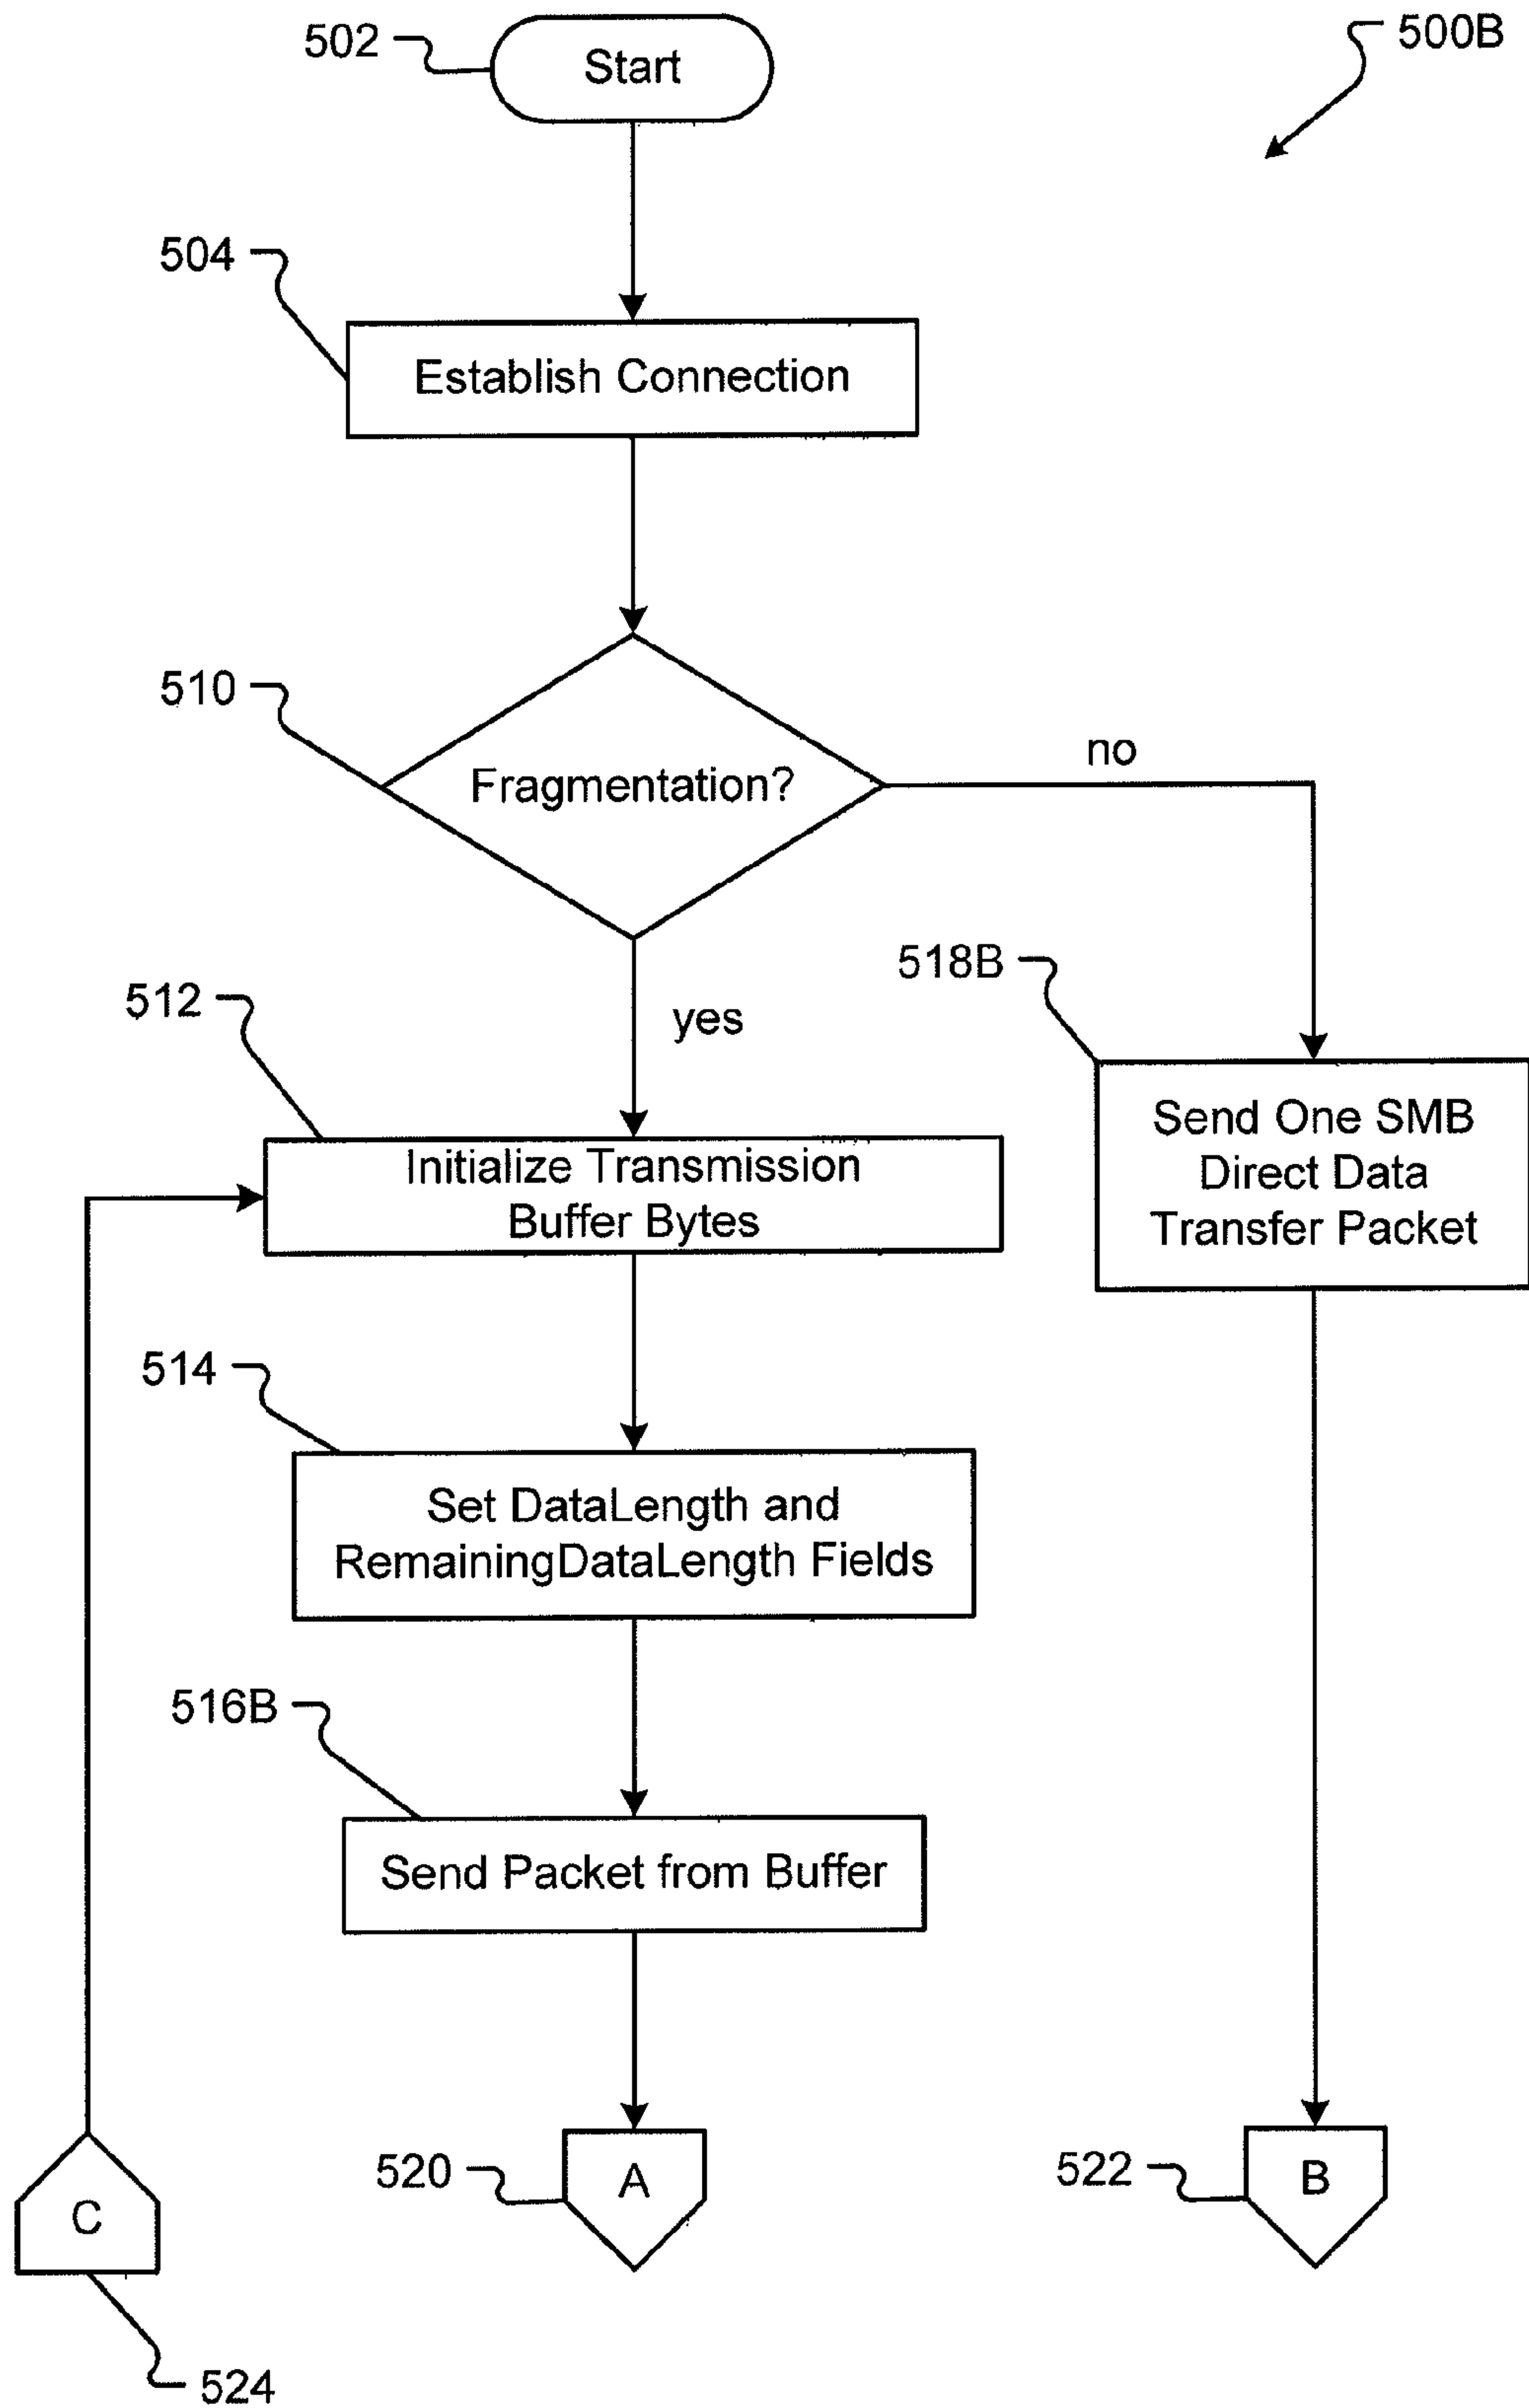 502
Start
500B
504
Establish Connection
510
Fragmentation?
no
yes
512
Initialize Transmission
Buffer Bytes
518B
Send One SMB
Direct Data
Transfer Packet
514
Set DataLength and
RemainingDataLength Fields
516B
Send Packet from Buffer
520
A
522
B
C
524